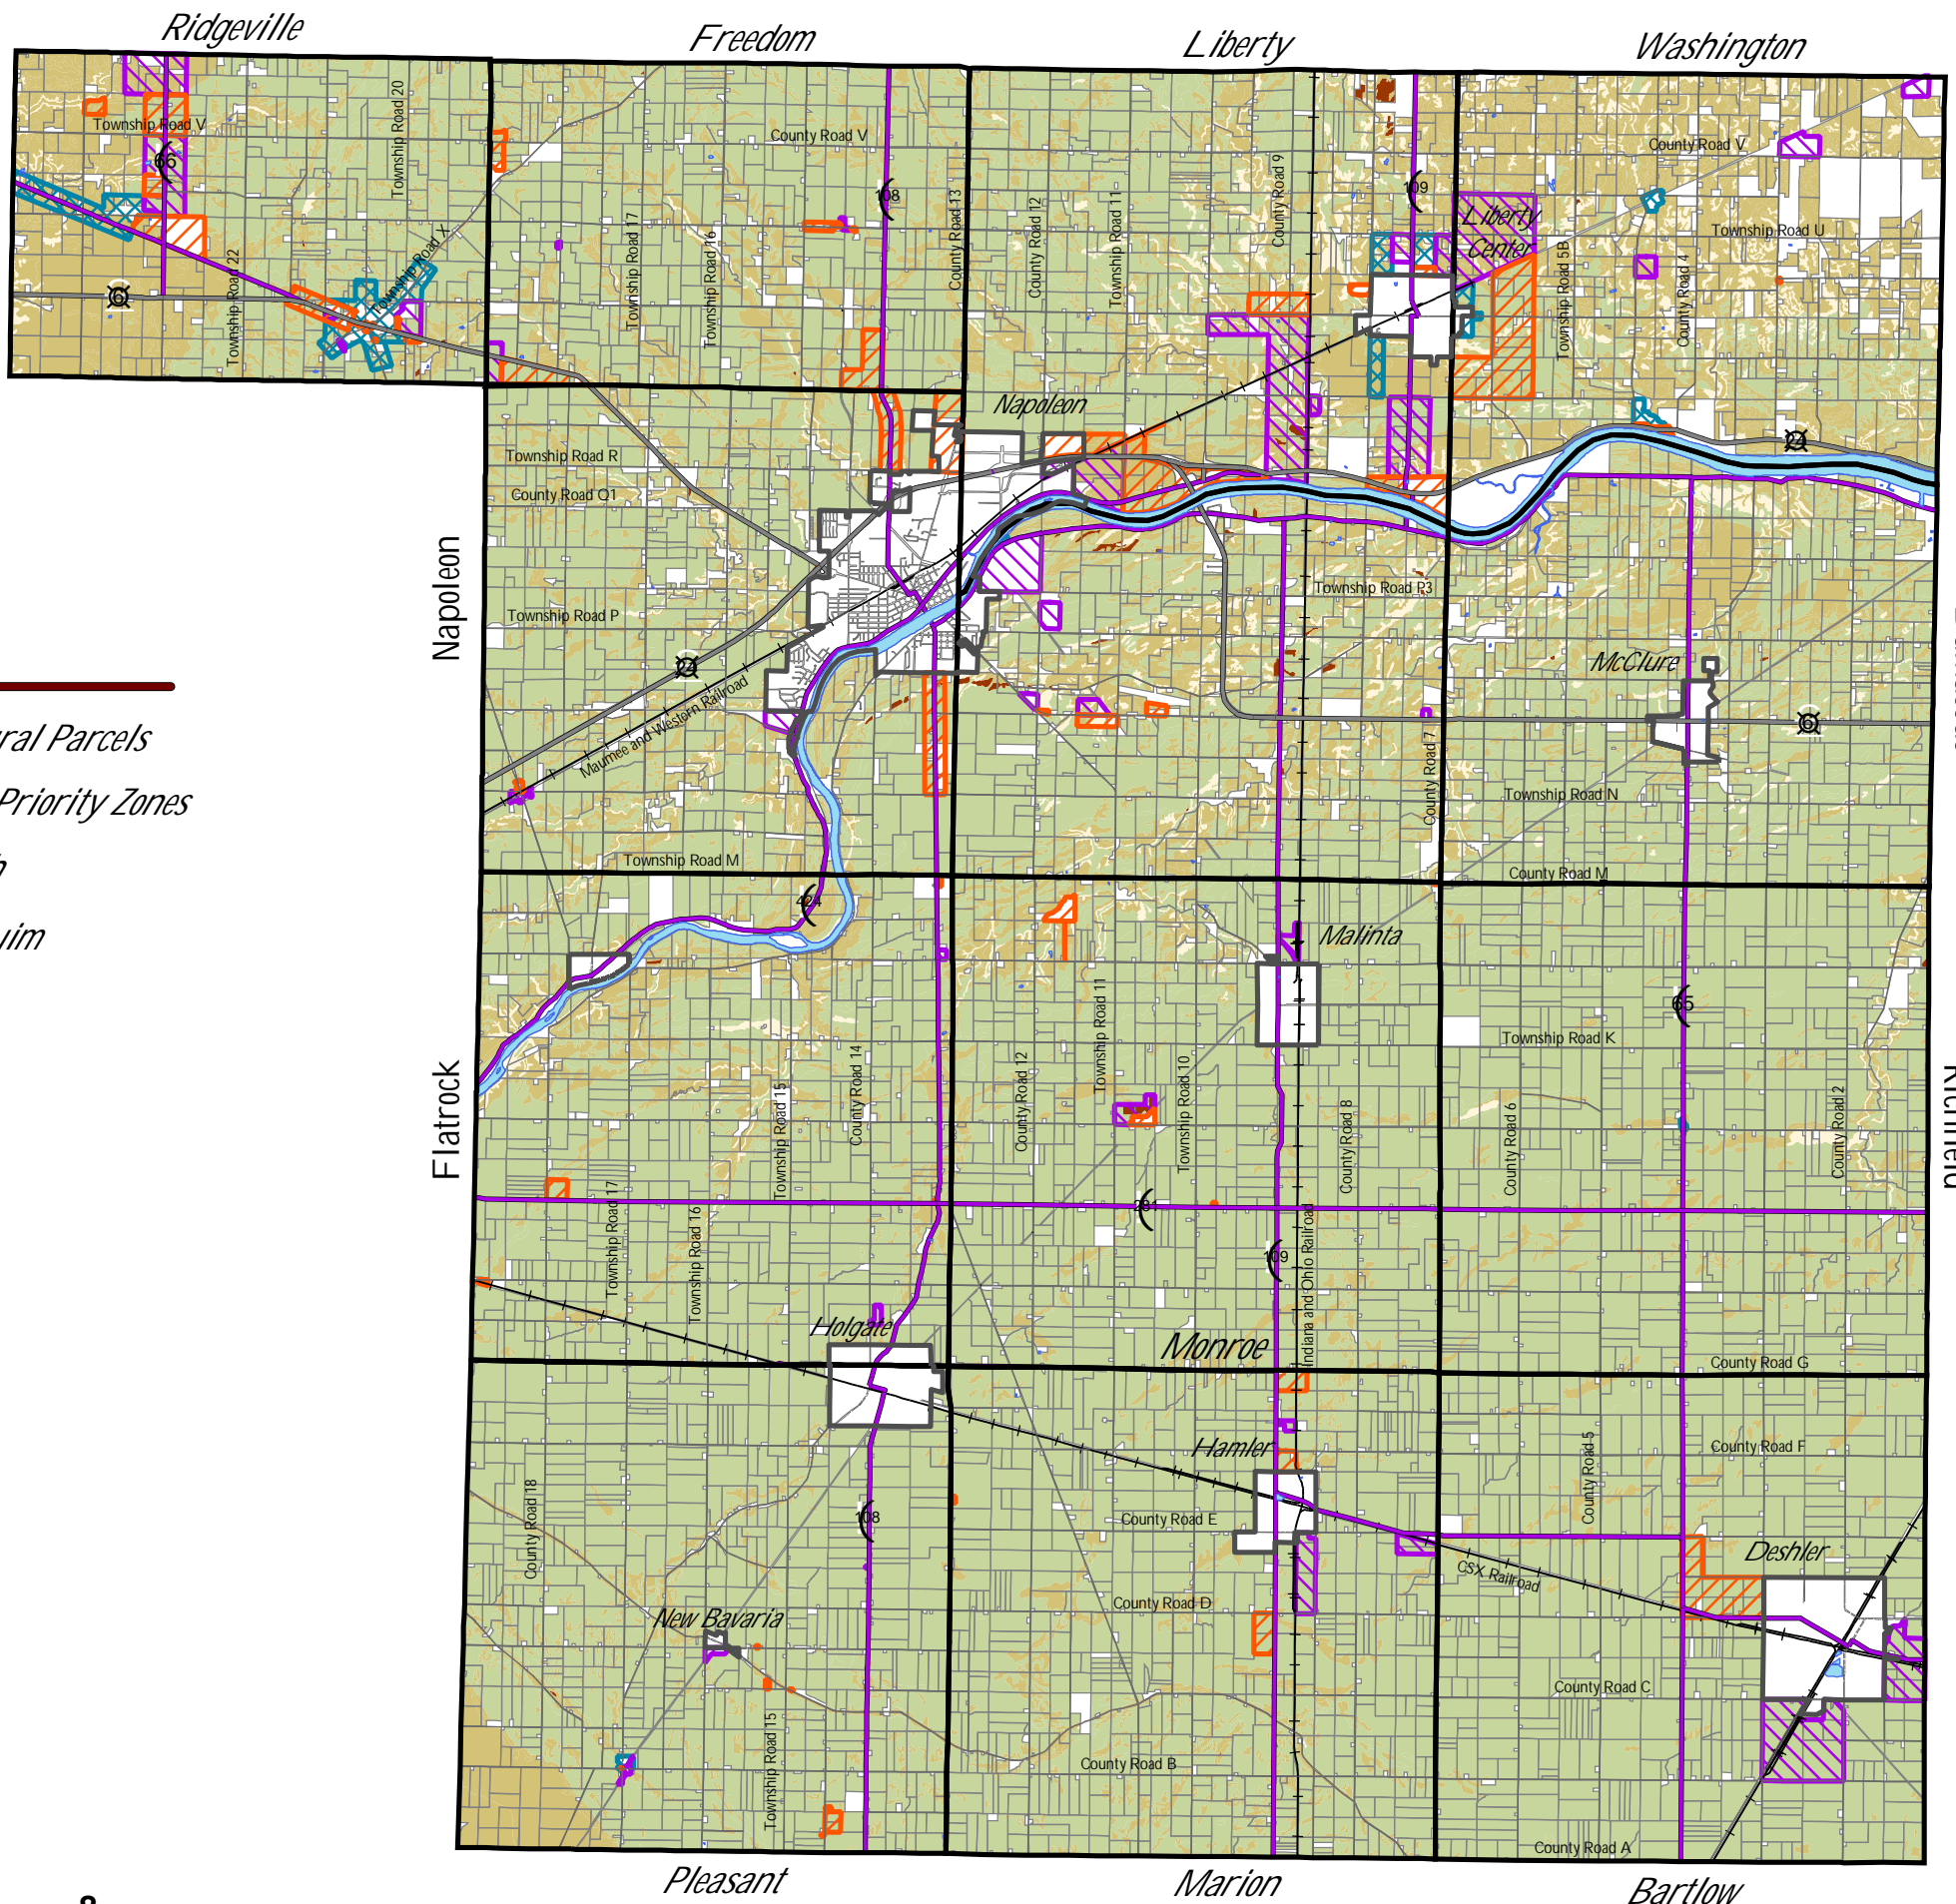 Ridgeville
Freedom
Liberty
Washington
Township Road V
66
Township Road 20
Township Road X
Township Road 22
6
County Road V
108
Township Road 17
Township Road 16
County Road 13
County Road 12
Township Road 11
County Road 9
109
Liberty
Center
County Road V
Township Road U
Township Road 5B
County Road 4
Napoleon
Township Road R
County Road Q1
24
Napoleon
Township Road P
Township Road P3
24
Maumee and Western Railroad
McClure
6
County Road 7
Township Road N
ral Parcels
Priority Zones
uim
Township Road M
County Road M
424
Malinta
65
Township Road K
Flatrock
Township Road 11
County Road 14
Township Road 15
County Road 12
Township Road 10
County Road 8
County Road 6
County Road 2
Township Road 17
Township Road 16
281
109
Indiana and Ohio Railroad
Holgate
Monroe
County Road G
Hamler
County Road F
County Road 5
County Road 18
108
County Road E
CSX Railroad
Deshler
New Bavaria
County Road D
County Road C
Township Road 15
County Road B
County Road A
Pleasant
Marion
Bartlow